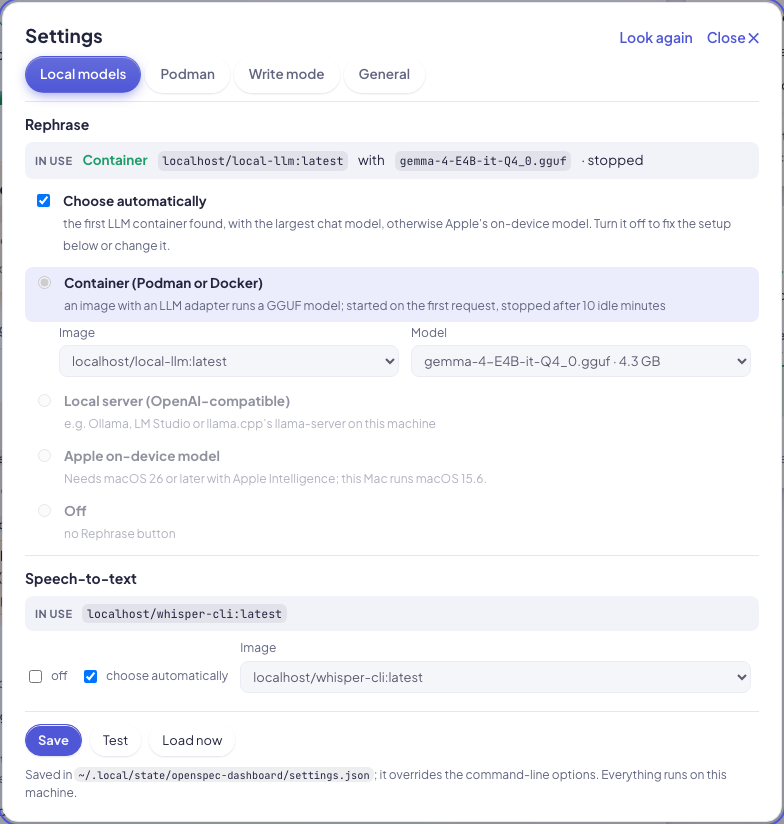 Settings
Look again Close ✕
Local models Podman Write mode General
Rephrase
IN USE Container localhost/local-llm:latest with gemma-4-E4B-it-Q4_0.gguf · stopped
Choose automatically
the first LLM container found, with the largest chat model, otherwise Apple's on-device model. Turn it off to fix the setup
below or change it.
Container (Podman or Docker)
an image with an LLM adapter runs a GGUF model; started on the first request, stopped after 10 idle minutes
Image Model
localhost/local-llm:latest gemma-4-E4B-it-Q4_0.gguf · 4.3 GB
Local server (OpenAI-compatible)
e.g. Ollama, LM Studio or llama.cpp's llama-server on this machine
Apple on-device model
Needs macOS 26 or later with Apple Intelligence; this Mac runs macOS 15.6.
Off
no Rephrase button
Speech-to-text
IN USE localhost/whisper-cli:latest
Image
off choose automatically localhost/whisper-cli:latest
Save Test Load now
Saved in ~/.local/state/openspec-dashboard/settings.json; it overrides the command-line options. Everything runs on this
machine.